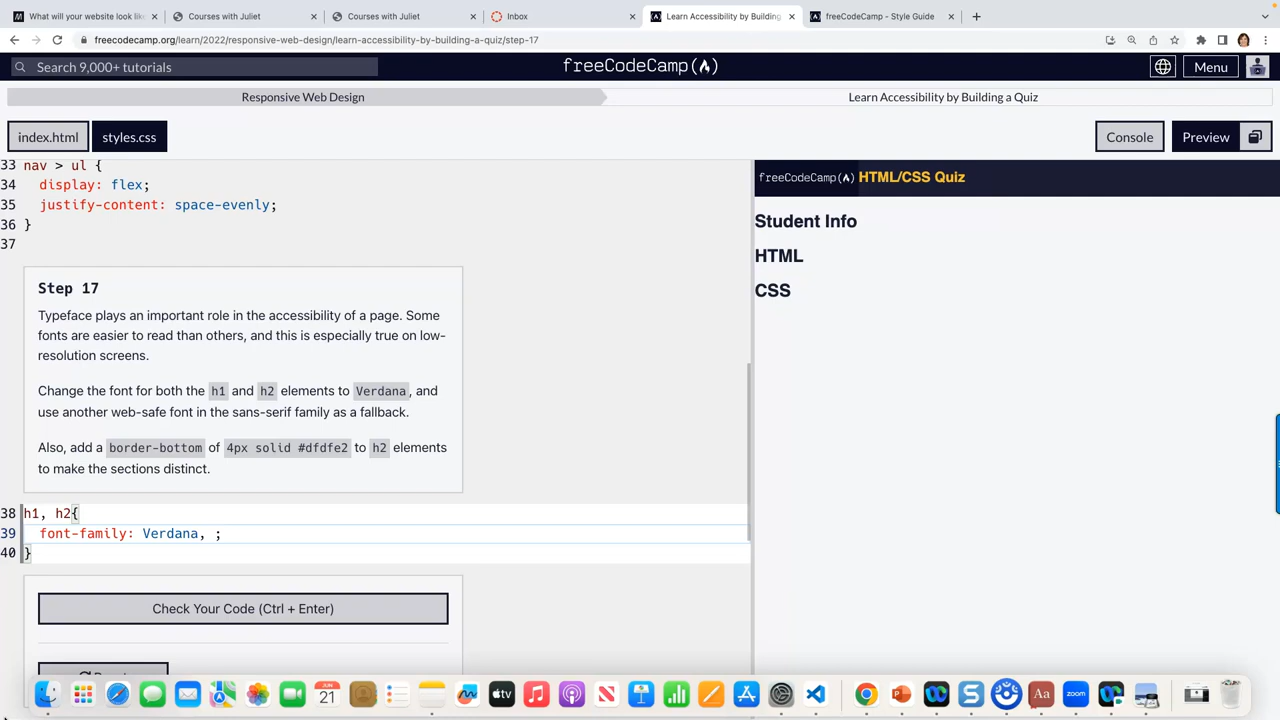 What will your website look like
Courses with Juliet
Courses with Juliet
Inbox
Learn Accessibility by Building
freeCodeCamp - Style Guide
freecodecamp.org/learn/2022/responsive-web-design/learn-accessibility-by-building-a-quiz/step-17
Search 9,000+ tutorials
freeCodeCamp
Menu
Responsive Web Design
Learn Accessibility by Building a Quiz
index.html
styles.css
Console
Preview
33 nav > ul {
34 display: flex;
35 justify-content: space-evenly;
36 }
37
Step 17
Typeface plays an important role in the accessibility of a page. Some
fonts are easier to read than others, and this is especially true on low-
resolution screens.
Change the font for both the h1 and h2 elements to Verdana, and
use another web-safe font in the sans-serif family as a fallback.
Also, add a border-bottom of 4px solid #dfdfe2 to h2 elements
to make the sections distinct.
38 h1, h2{
39 font-family: Verdana, ;
40 }
Check Your Code (Ctrl + Enter)
freeCodeCamp HTML/CSS Quiz
Student Info
HTML
CSS
JUN
21
tv
Aa
zoom